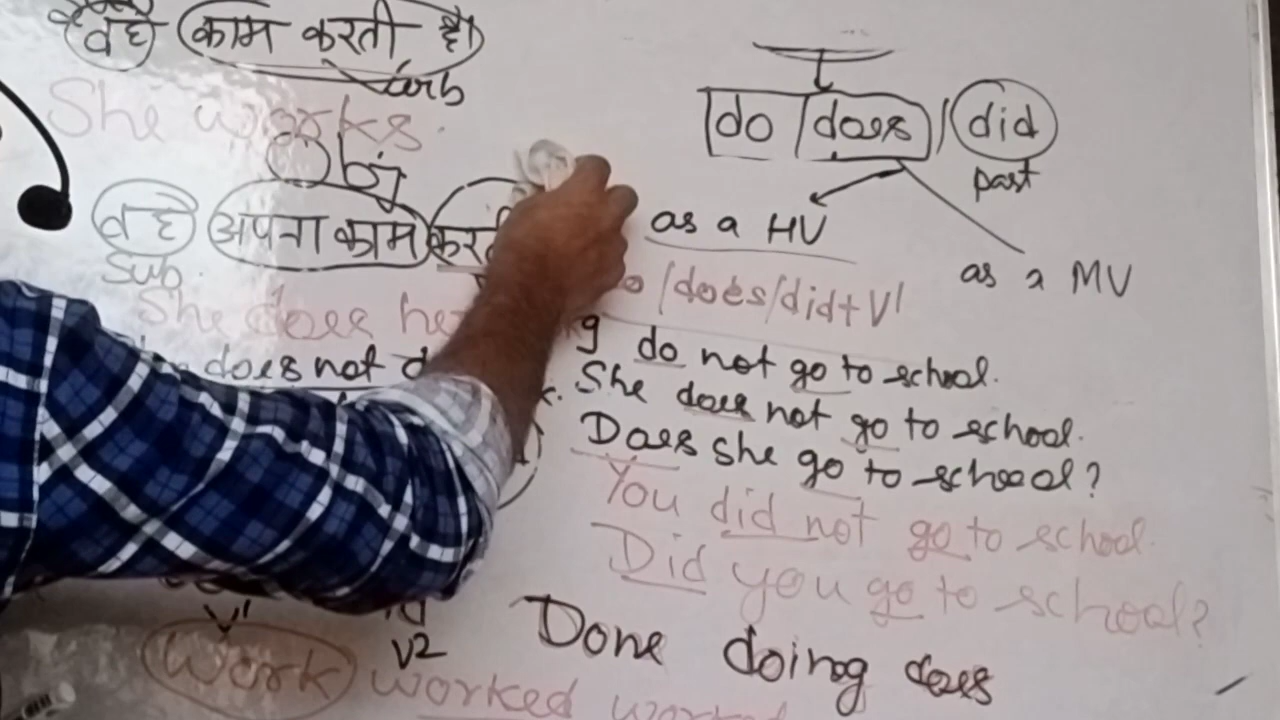 वह काम करती है।
verb
She works.
Obj
वह अपना काम
Sub
She does
does not
V1
V2
Work worked
do / does / did
past
as a HV
as a MV
/does/did+V1
do not go to school.
She does not go to school.
Does she go to school?
You did not go to school.
Did you go to school?
Done doing does